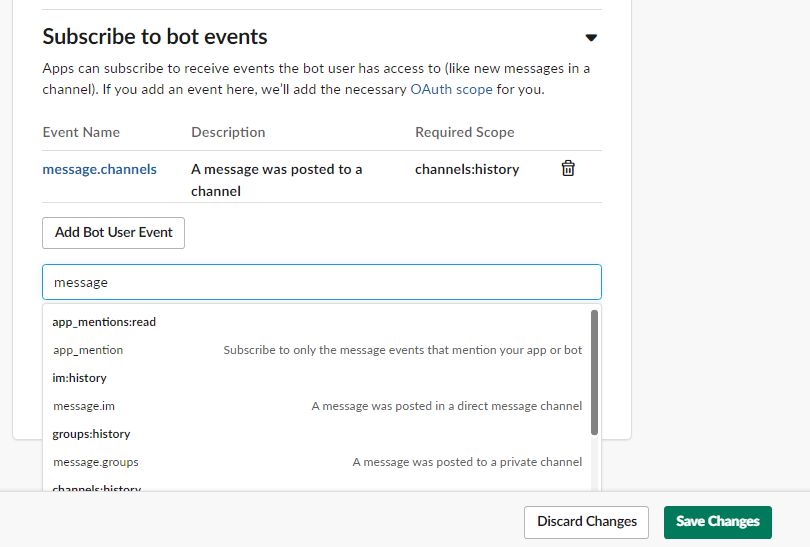 Subscribe to bot events
Apps can subscribe to receive events the bot user has access to (like new messages in a
channel). If you add an event here, we'll add the necessary OAuth scope for you.
Event Name Description Required Scope
message.channels A message was posted to a channels:history
channel
Add Bot User Event
message
app_mentions:read
app_mention Subscribe to only the message events that mention your app or bot
im:history
message.im A message was posted in a direct message channel
groups:history
message.groups A message was posted to a private channel
channels:history
Discard Changes Save Changes